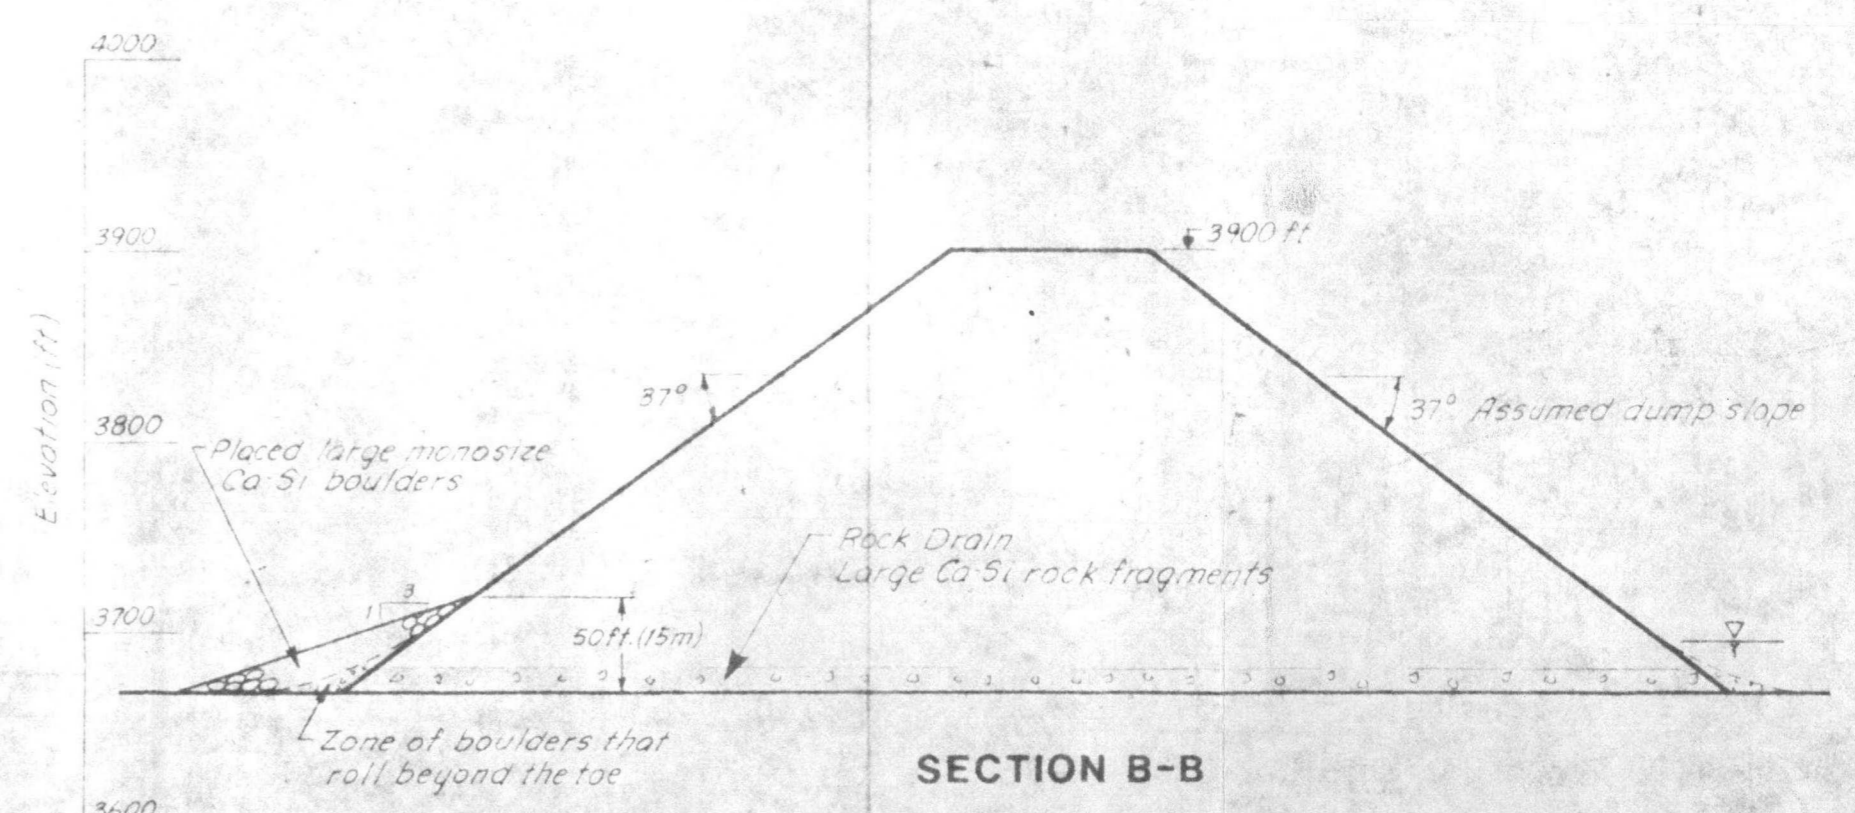 4000
3900
3900 ft
37°
37° Assumed dump slope
3800
Elevation (ft)
Placed large monosize
Ca-Si boulders
Rock Drain
Large Ca-Si rock fragments
3
1
3700
50ft.(15m)
Zone of boulders that
roll beyond the toe
SECTION B-B
3600